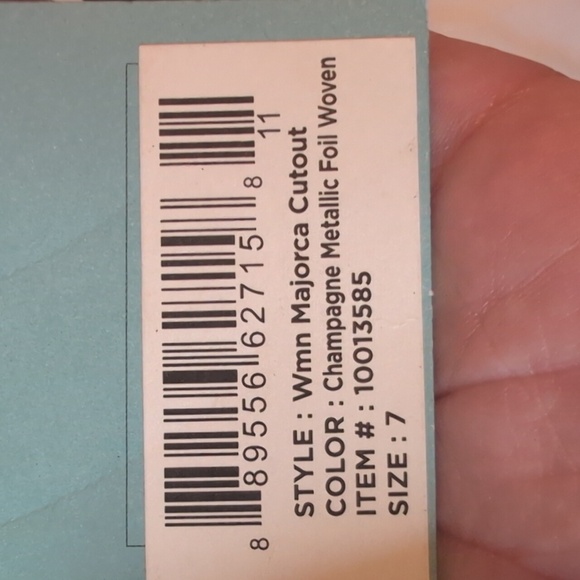 8 89556 62715 8
11
STYLE : Wmn Majorca Cutout
COLOR : Champagne Metallic Foil Woven
ITEM # : 10013585
SIZE : 7